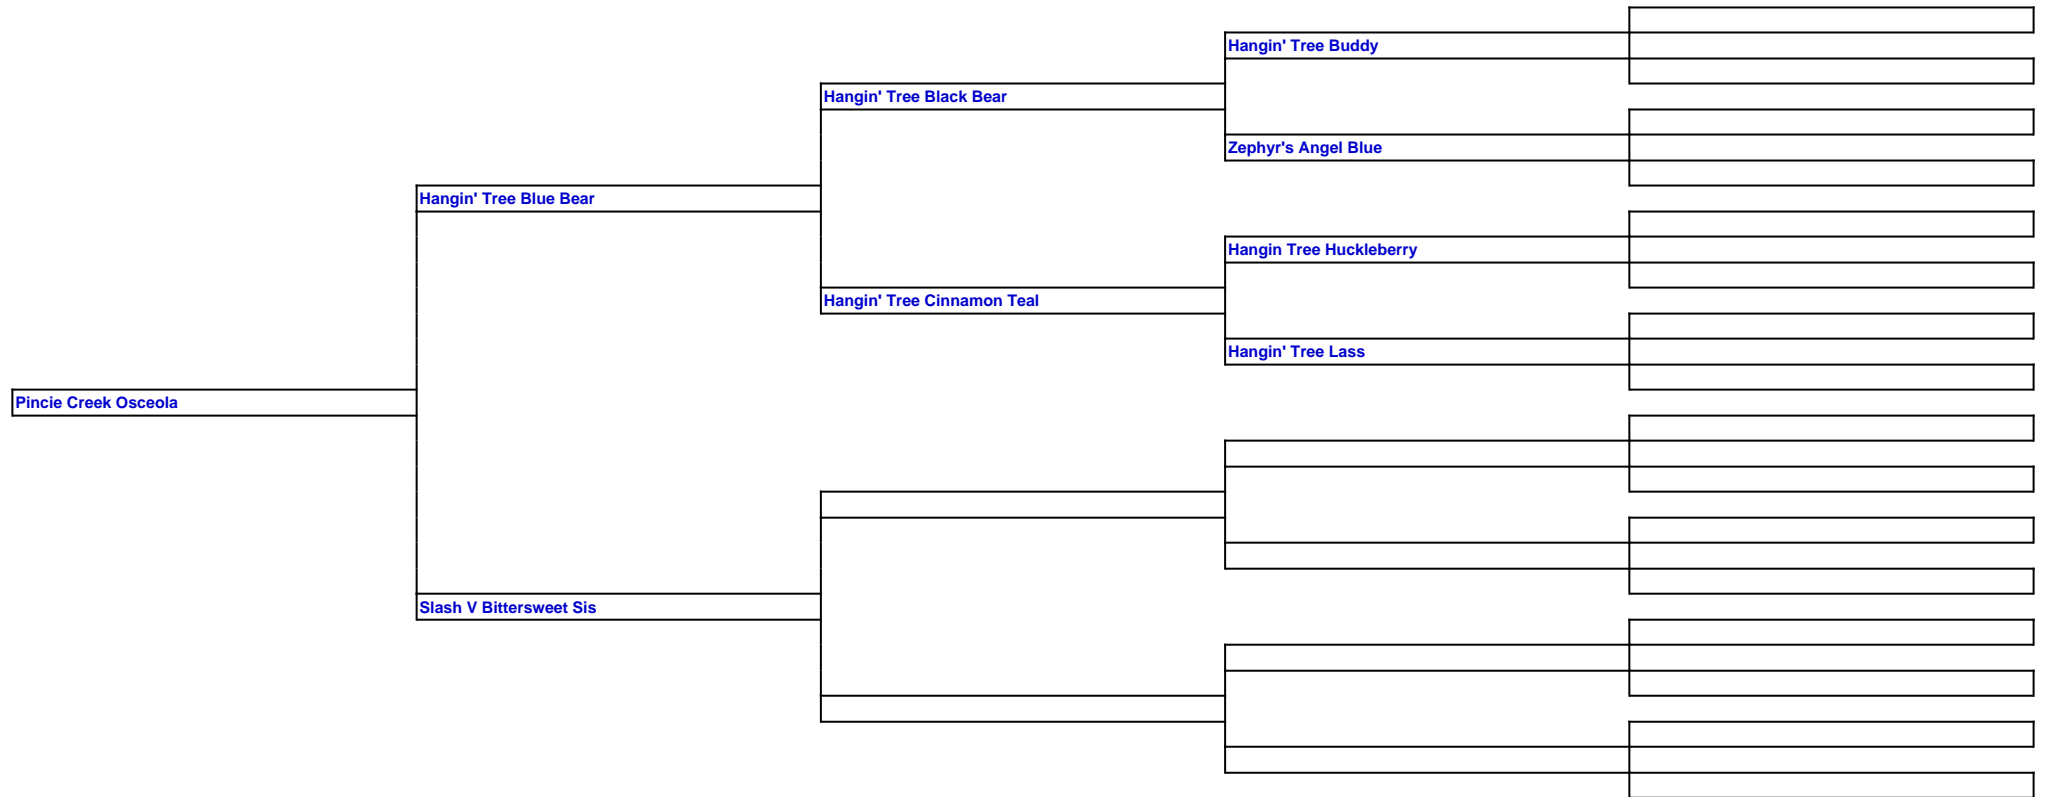 Hangin' Tree Buddy
Hangin' Tree Black Bear
Zephyr's Angel Blue
Hangin' Tree Blue Bear
Hangin Tree Huckleberry
Hangin' Tree Cinnamon Teal
Hangin' Tree Lass
Pincie Creek Osceola
Slash V Bittersweet Sis